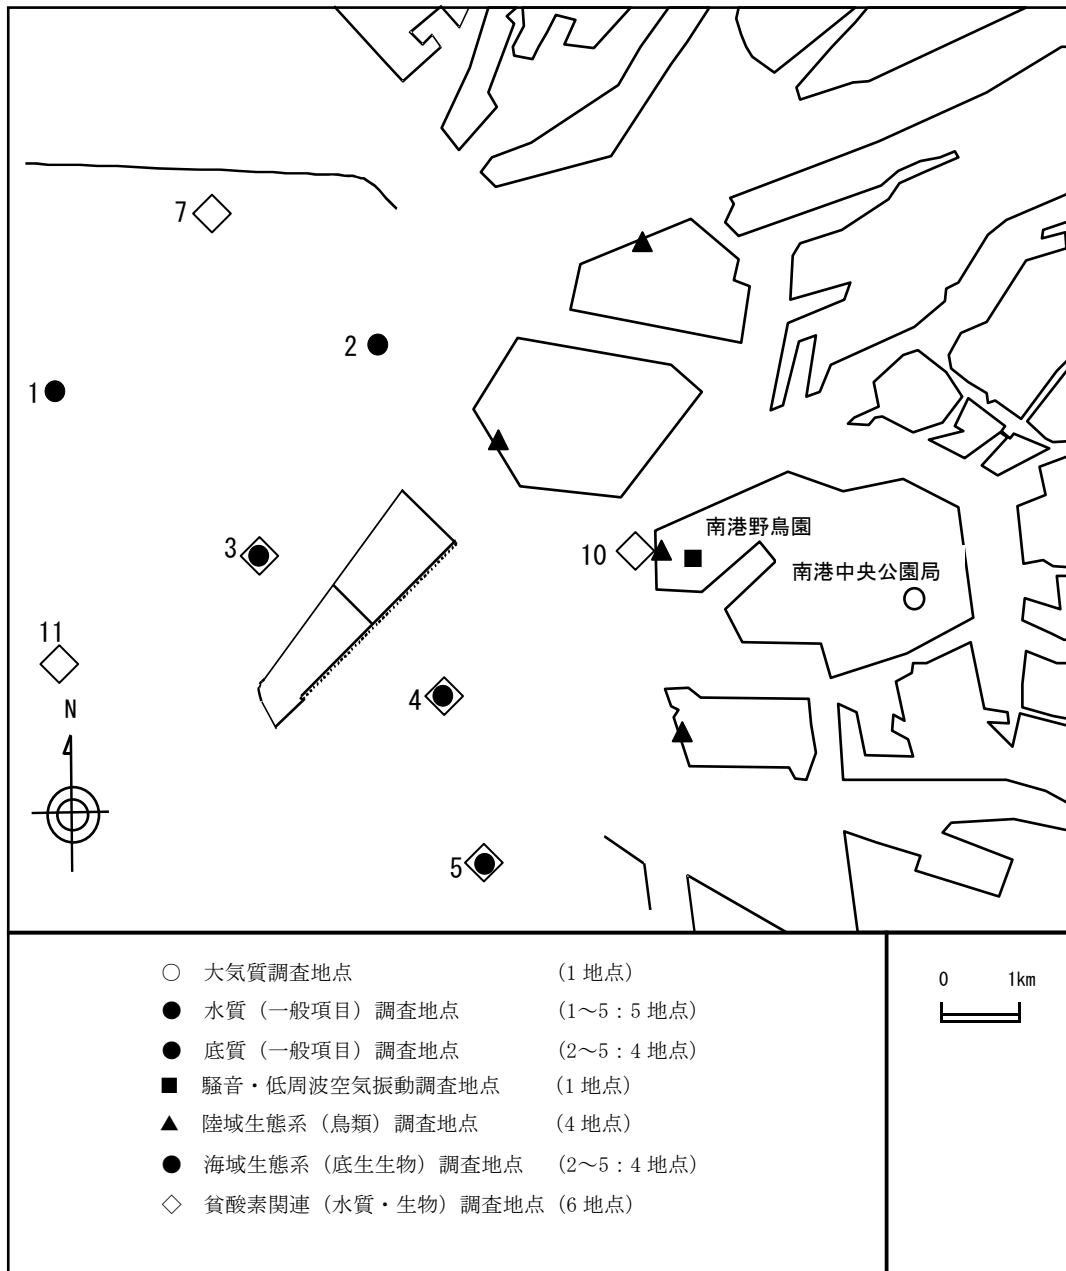 7
2
1
南港野鳥園
3
10
南港中央公園局
11
4
N
5
○ 大気質調査地点 (1 地点)
● 水質（一般項目）調査地点 (1～5：5 地点)
● 底質（一般項目）調査地点 (2～5：4 地点)
■ 騒音・低周波空気振動調査地点 (1 地点)
▲ 陸域生態系（鳥類）調査地点 (4 地点)
● 海域生態系（底生生物）調査地点 (2～5：4 地点)
◇ 貧酸素関連（水質・生物）調査地点 (6 地点)
0 1km